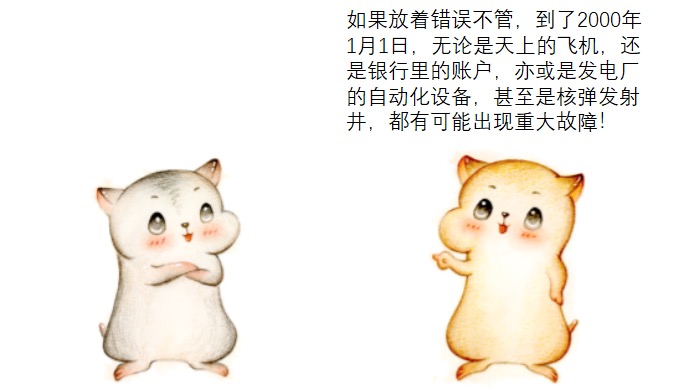 如果放着错误不管，到了2000年
1月1日，无论是天上的飞机，还
是银行里的账户，亦或是发电厂
的自动化设备，甚至是核弹发射
井，都有可能出现重大故障！